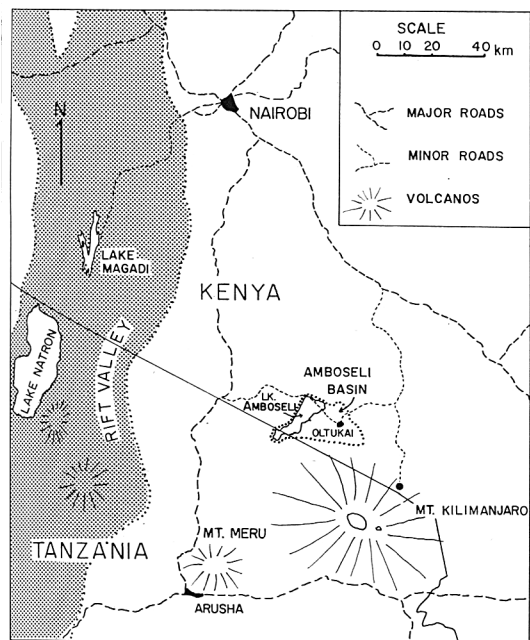 SCALE
0 10 20 40 km
N
NAIROBI
MAJOR ROADS
MINOR ROADS
VOLCANOS
LAKE
MAGADI
KENYA
LAKE NATRON
RIFT VALLEY
AMBOSELI
BASIN
LK.
AMBOSELI
OLTUKAI
MT. KILIMANJARO
MT. MERU
TANZANIA
ARUSHA